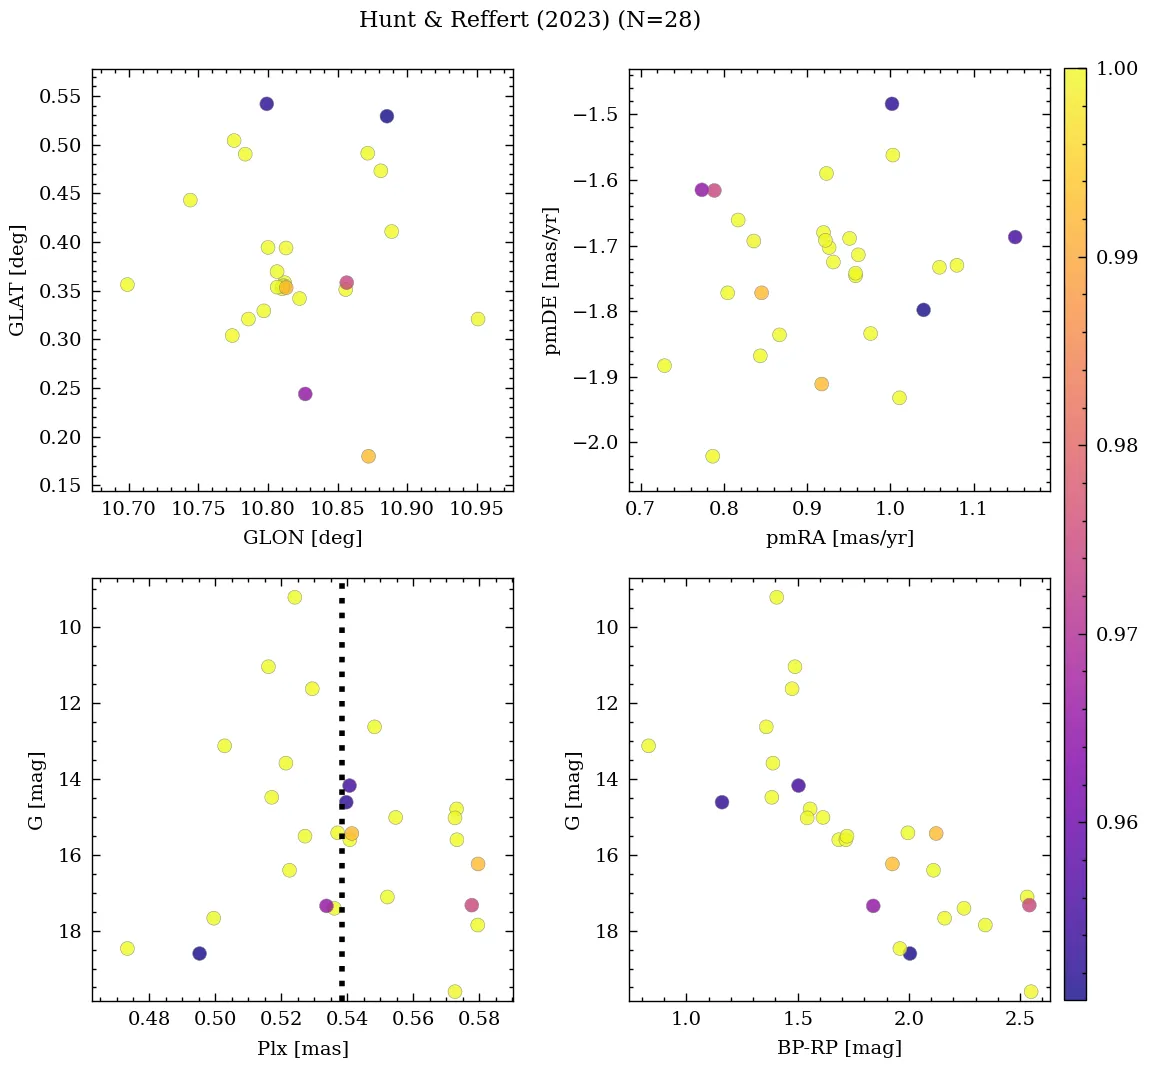 Hunt & Reffert (2023) (N=28)
0.55
0.50
0.45
0.40
0.35
0.30
0.25
0.20
0.15
GLAT [deg]
10.70 10.75 10.80 10.85 10.90 10.95
GLON [deg]
−1.5
−1.6
−1.7
−1.8
−1.9
−2.0
pmDE [mas/yr]
0.7 0.8 0.9 1.0 1.1
pmRA [mas/yr]
1.00
0.99
0.98
0.97
0.96
10
12
14
16
18
G [mag]
0.48 0.50 0.52 0.54 0.56 0.58
Plx [mas]
10
12
14
16
18
G [mag]
1.0 1.5 2.0 2.5
BP-RP [mag]